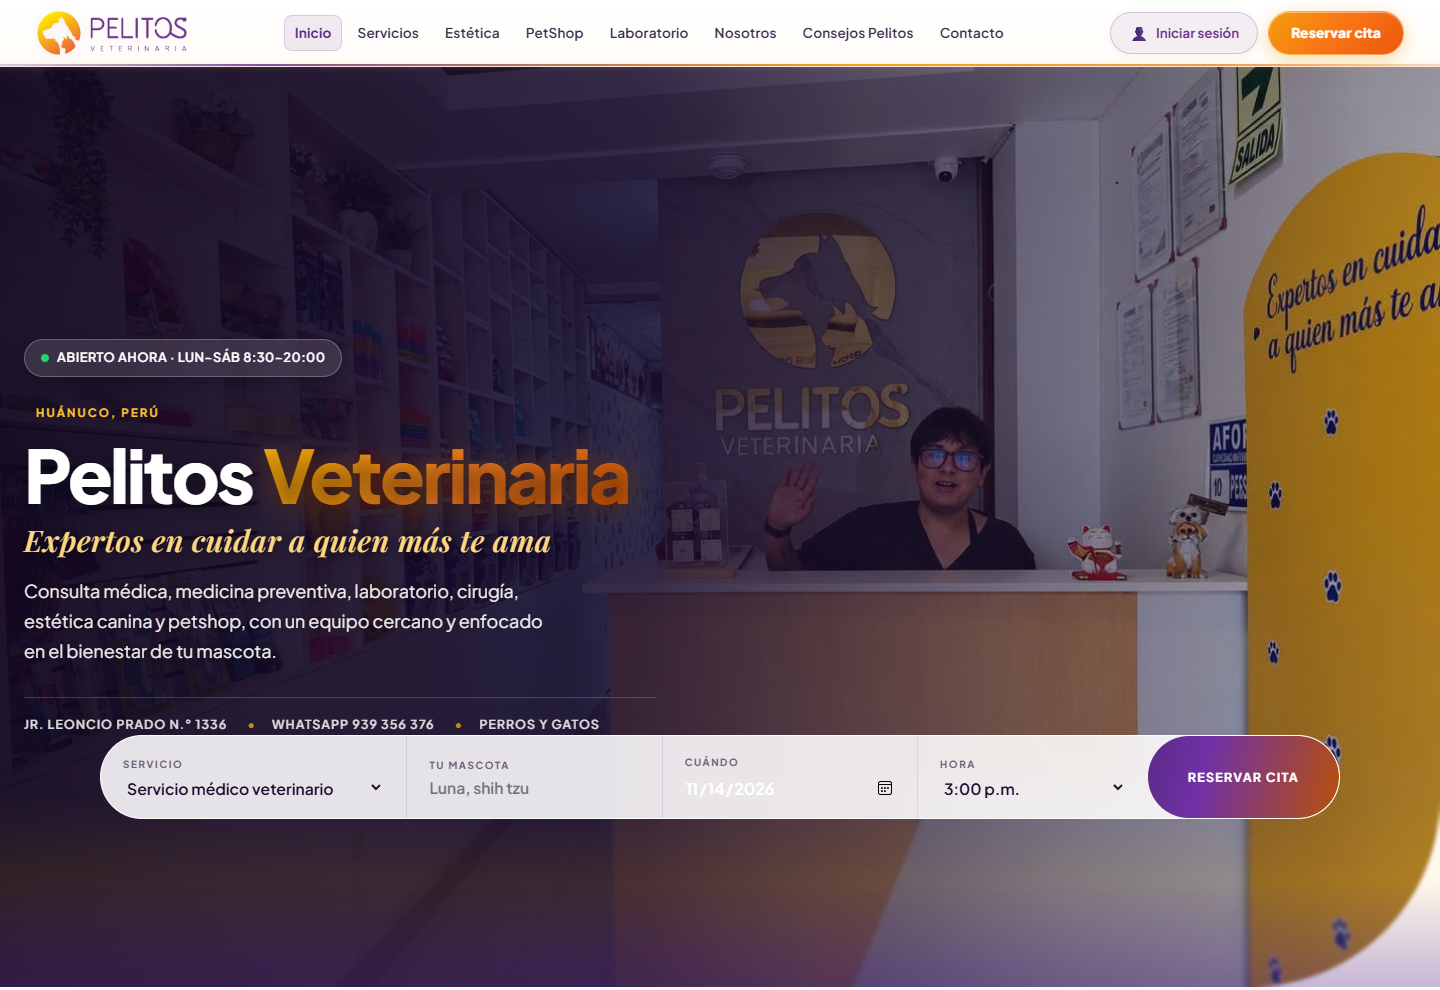 PELITOS
VETERINARIA
Inicio
Servicios
Estética
PetShop
Laboratorio
Nosotros
Consejos Pelitos
Contacto
Iniciar sesión
Reservar cita
SALIDA
Expertos en cuida
a quien más te a
PELITOS
VETERINARIA
AFOR
10 PERS
ABIERTO AHORA · LUN–SÁB 8:30–20:00
HUÁNUCO, PERÚ
Pelitos Veterinaria
Expertos en cuidar a quien más te ama
Consulta médica, medicina preventiva, laboratorio, cirugía,
estética canina y petshop, con un equipo cercano y enfocado
en el bienestar de tu mascota.
JR. LEONCIO PRADO N.° 1336 • WHATSAPP 939 356 376 • PERROS Y GATOS
SERVICIO
Servicio médico veterinario
TU MASCOTA
Luna, shih tzu
CUÁNDO
11/14/2026
HORA
3:00 p.m.
RESERVAR CITA